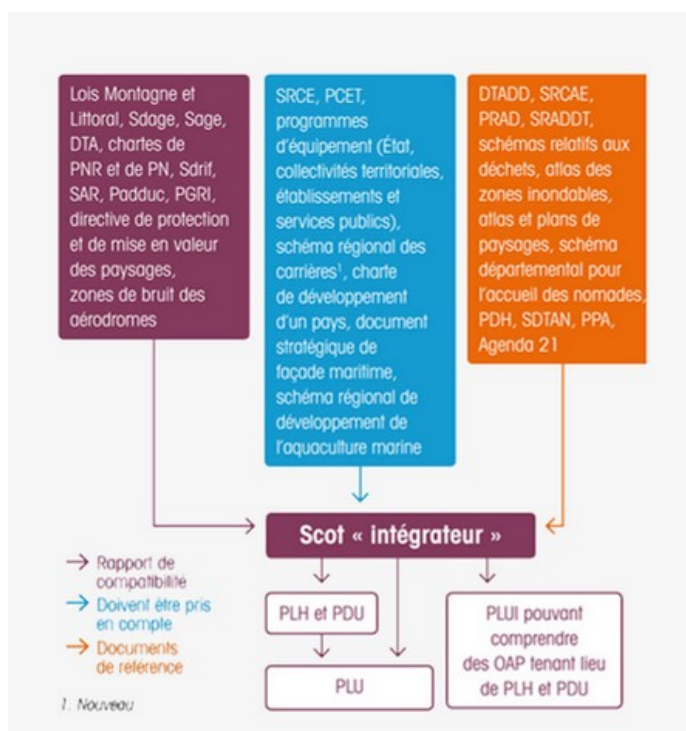 Lois Montagne et
Littoral, Sdage, Sage,
DTA, chartes de
PNR et de PN, Sdrif,
SAR, Padduc, PGRI,
directive de protection
et de mise en valeur
des paysages,
zones de bruit des
aérodromes
SRCE, PCET,
programmes
d'équipement (État,
collectivités territoriales,
établissements et
services publics),
schéma régional des
carrières¹, charte
de développement
d'un pays, document
stratégique de
façade maritime,
schéma régional de
développement de
l'aquaculture marine
DTADD, SRCAE,
PRAD, SRADDT,
schémas relatifs aux
déchets, atlas des
zones inondables,
atlas et plans de
paysages, schéma
départemental pour
l'accueil des nomades,
PDH, SDTAN, PPA,
Agenda 21
Scot « intégrateur »
Rapport de
compatibilité
Doivent être pris
en compte
Documents
de référence
1. Nouveau
PLH et PDU
PLU
PLUI pouvant
comprendre
des OAP tenant lieu
de PLH et PDU